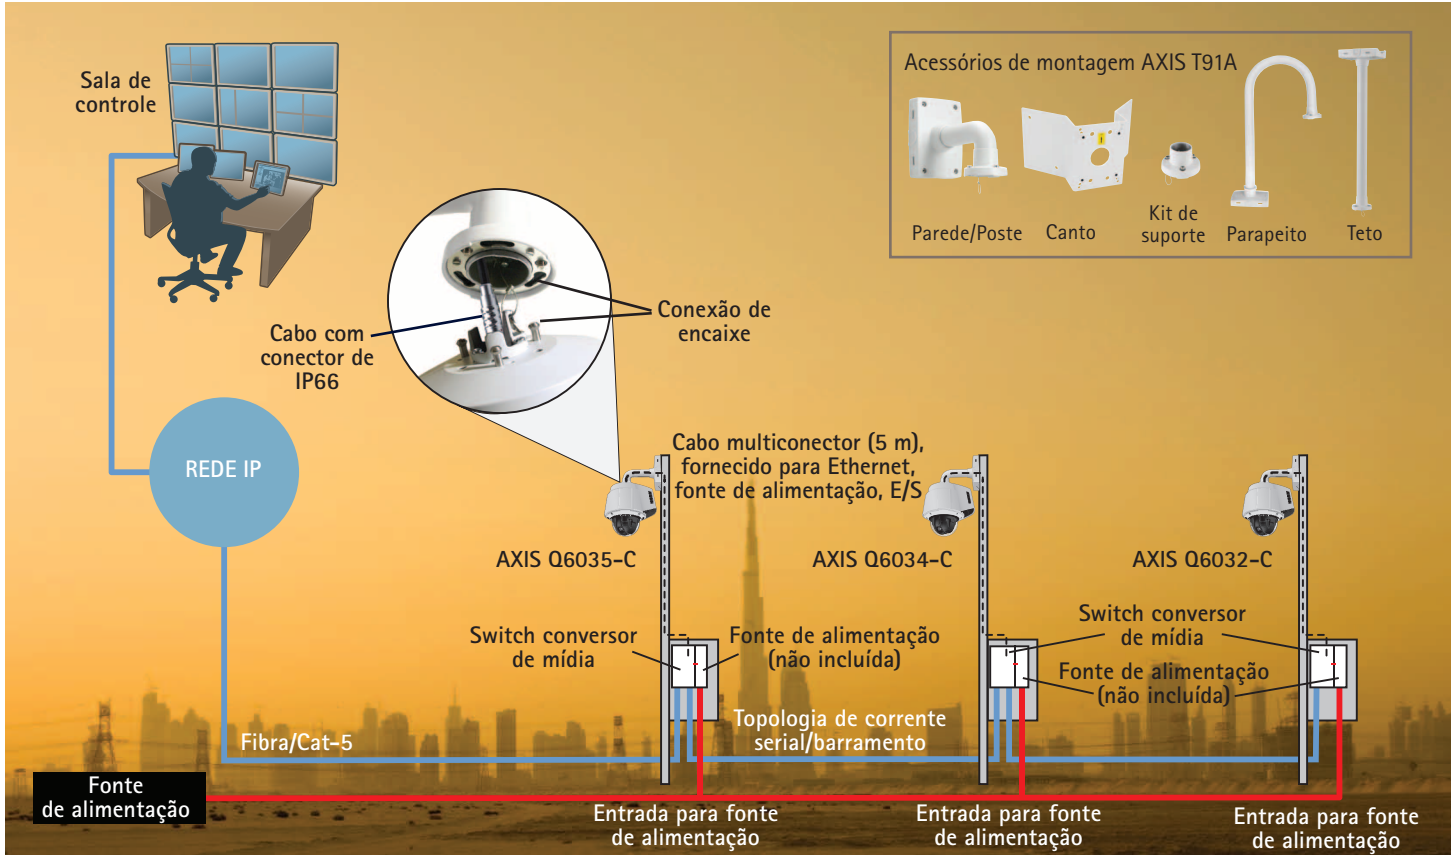 Sala de
controle
Acessórios de montagem AXIS T91A
Parede/Poste
Canto
Kit de
suporte
Parapeito
Teto
Conexão de
encaixe
Cabo com
conector de
IP66
REDE IP
Cabo multiconector (5 m),
fornecido para Ethernet,
fonte de alimentação, E/S
AXIS Q6035-C
AXIS Q6034-C
AXIS Q6032-C
Switch conversor
de mídia
Fonte de alimentação
(não incluída)
Switch conversor
de mídia
Fonte de alimentação
(não incluída)
Fibra/Cat-5
Topologia de corrente
serial/barramento
Fonte
de alimentação
Entrada para fonte
de alimentação
Entrada para fonte
de alimentação
Entrada para fonte
de alimentação